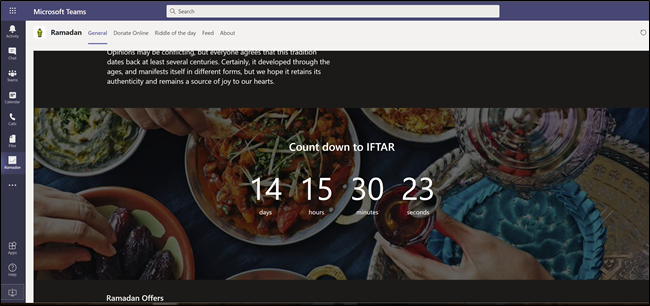 Microsoft Teams
Search
Ramadan General Donate Online Riddle of the day Feed About
Activity
Chat
Teams
Calendar
Calls
Files
Ramadan
Apps
Help
Opinions may be conflicting, but everyone agrees that this tradition
dates back at least several centuries. Certainly, it developed through the
ages, and manifests itself in different forms, but we hope it retains its
authenticity and remains a source of joy to our hearts.
Count down to IFTAR
14 15 30 23
days hours minutes seconds
Ramadan Offers